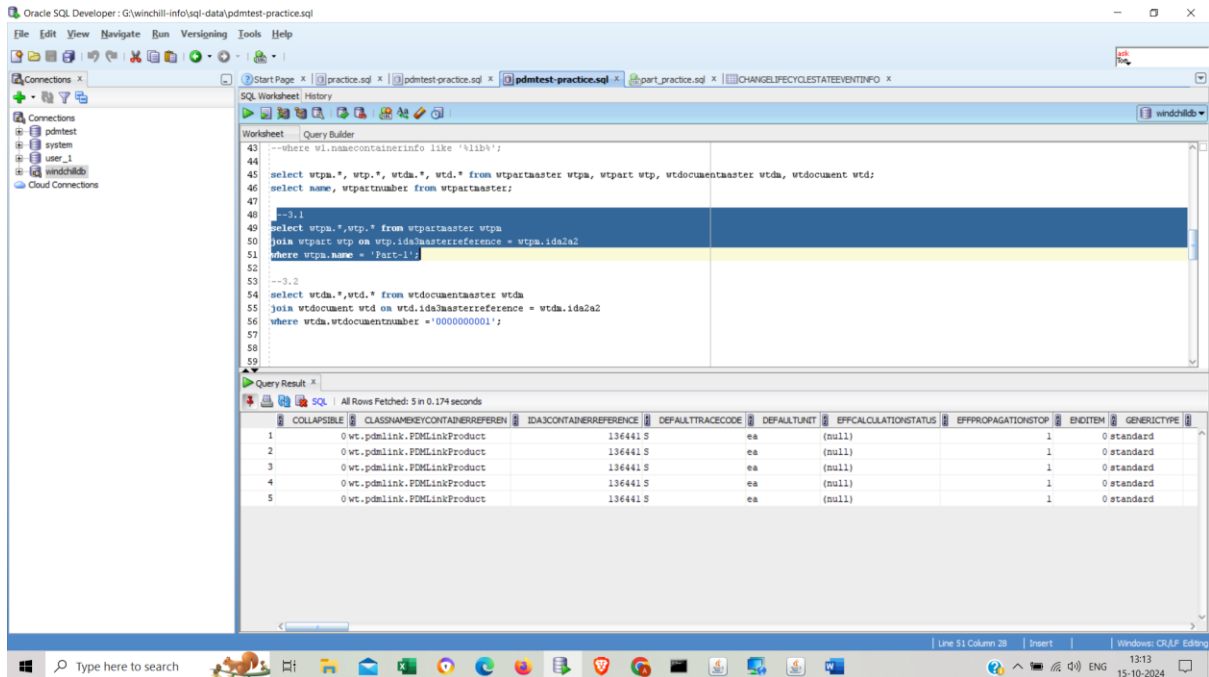 Oracle SQL Developer : G:\winchill-info\sql-data\pdmtest-practice.sql
File Edit View Navigate Run Versioning Tools Help
ask
Connections
Start Page practice.sql pdmtest-practice.sql pdmtest-practice.sql part_practice.sql CHANGELIFECYCLESTATEEVENTINFO
SQL Worksheet History
windchilldb
Connections
pdmtest
system
user_1
windchilldb
Cloud Connections
Worksheet Query Builder
43 --where wl.namecontainerinfo like '%lib%';
44
45 select wtpm.*, wtp.*, wtdm.*, wtd.* from wtpartmaster wtpm, wtpart wtp, wtdocumentmaster wtdm, wtdocument wtd;
46 select name, wtpartnumber from wtpartmaster;
47
48 --3.1
49 select wtpm.*,wtp.* from wtpartmaster wtpm
50 join wtpart wtp on wtp.ida3masterreference = wtpm.ida2a2
51 where wtpm.name = 'Part-1';
52
53 --3.2
54 select wtdm.*,wtd.* from wtdocumentmaster wtdm
55 join wtdocument wtd on wtd.ida3masterreference = wtdm.ida2a2
56 where wtdm.wtdocumentnumber ='0000000001';
57
58
59
Query Result
SQL | All Rows Fetched: 5 in 0.174 seconds
COLLAPSIBLE CLASSNAMEKEYCONTAINERREFEREN IDA3CONTAINERREFERENCE DEFAULTTRACECODE DEFAULTUNIT EFFCALCULATIONSTATUS EFFPROPAGATIONSTOP ENDITEM GENERICTYPE
1 0 wt.pdmlink.PDMLinkProduct 136441 S ea (null) 1 0 standard
2 0 wt.pdmlink.PDMLinkProduct 136441 S ea (null) 1 0 standard
3 0 wt.pdmlink.PDMLinkProduct 136441 S ea (null) 1 0 standard
4 0 wt.pdmlink.PDMLinkProduct 136441 S ea (null) 1 0 standard
5 0 wt.pdmlink.PDMLinkProduct 136441 S ea (null) 1 0 standard
Line 51 Column 28 | Insert | | Windows: CR/LF Editing
Type here to search
ENG
13:13
15-10-2024